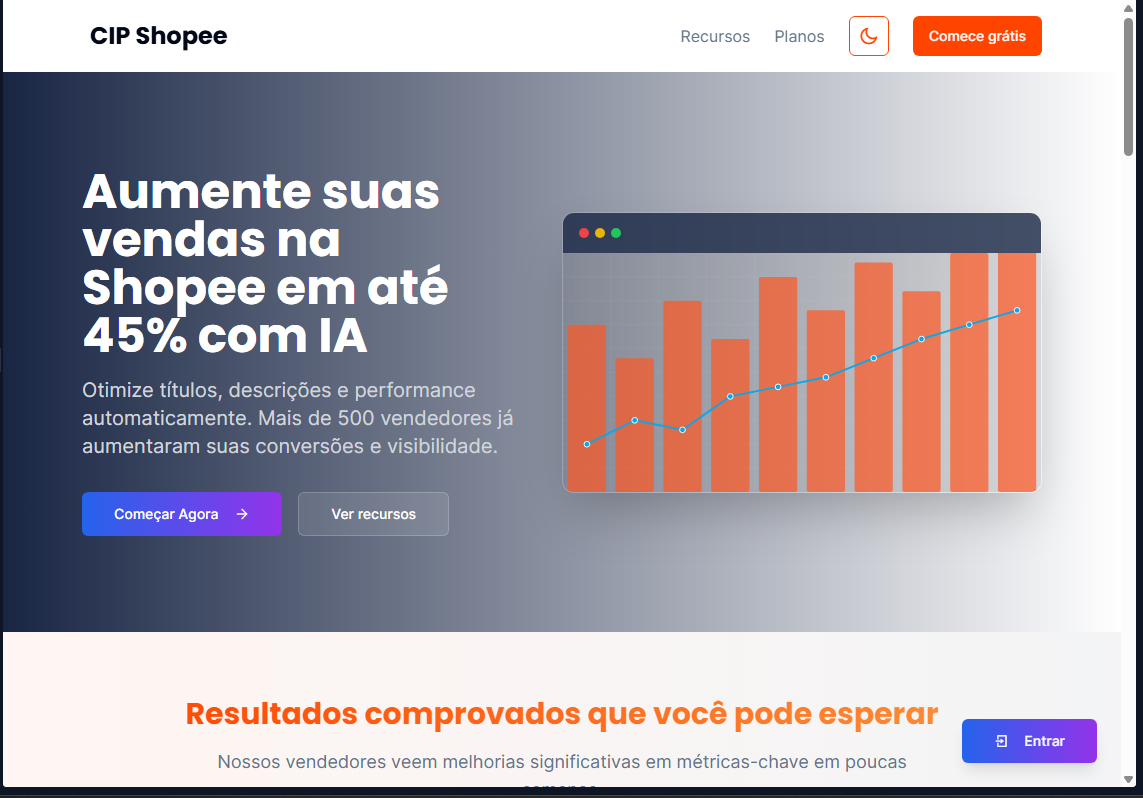 CIP Shopee
Recursos
Planos
Comece grátis
Aumente suas
vendas na
Shopee em até
45% com IA
Otimize títulos, descrições e performance
automaticamente. Mais de 500 vendedores já
aumentaram suas conversões e visibilidade.
Começar Agora
Ver recursos
Resultados comprovados que você pode esperar
Nossos vendedores veem melhorias significativas em métricas-chave em poucas
Entrar